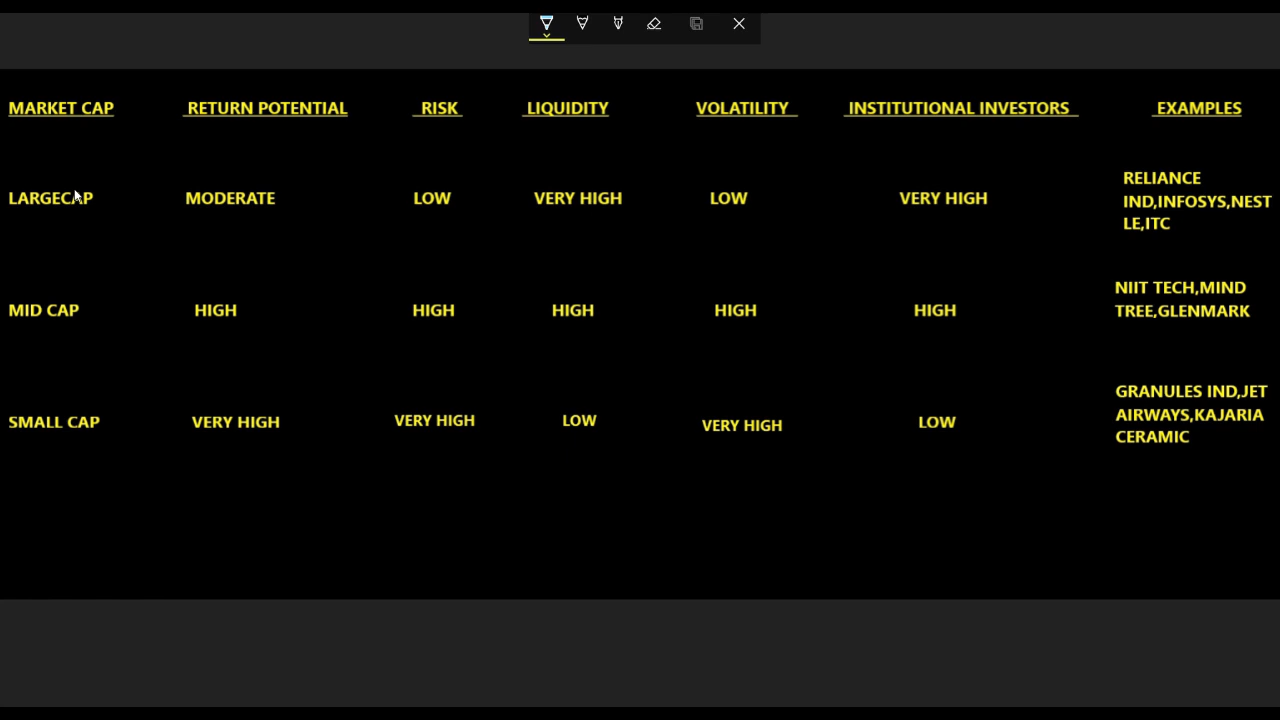 MARKET CAP RETURN POTENTIAL RISK LIQUIDITY VOLATILITY INSTITUTIONAL INVESTORS EXAMPLES
LARGECAP MODERATE LOW VERY HIGH LOW VERY HIGH RELIANCE
IND,INFOSYS,NEST
LE,ITC
MID CAP HIGH HIGH HIGH HIGH HIGH NIIT TECH,MIND
TREE,GLENMARK
SMALL CAP VERY HIGH VERY HIGH LOW VERY HIGH LOW GRANULES IND,JET
AIRWAYS,KAJARIA
CERAMIC